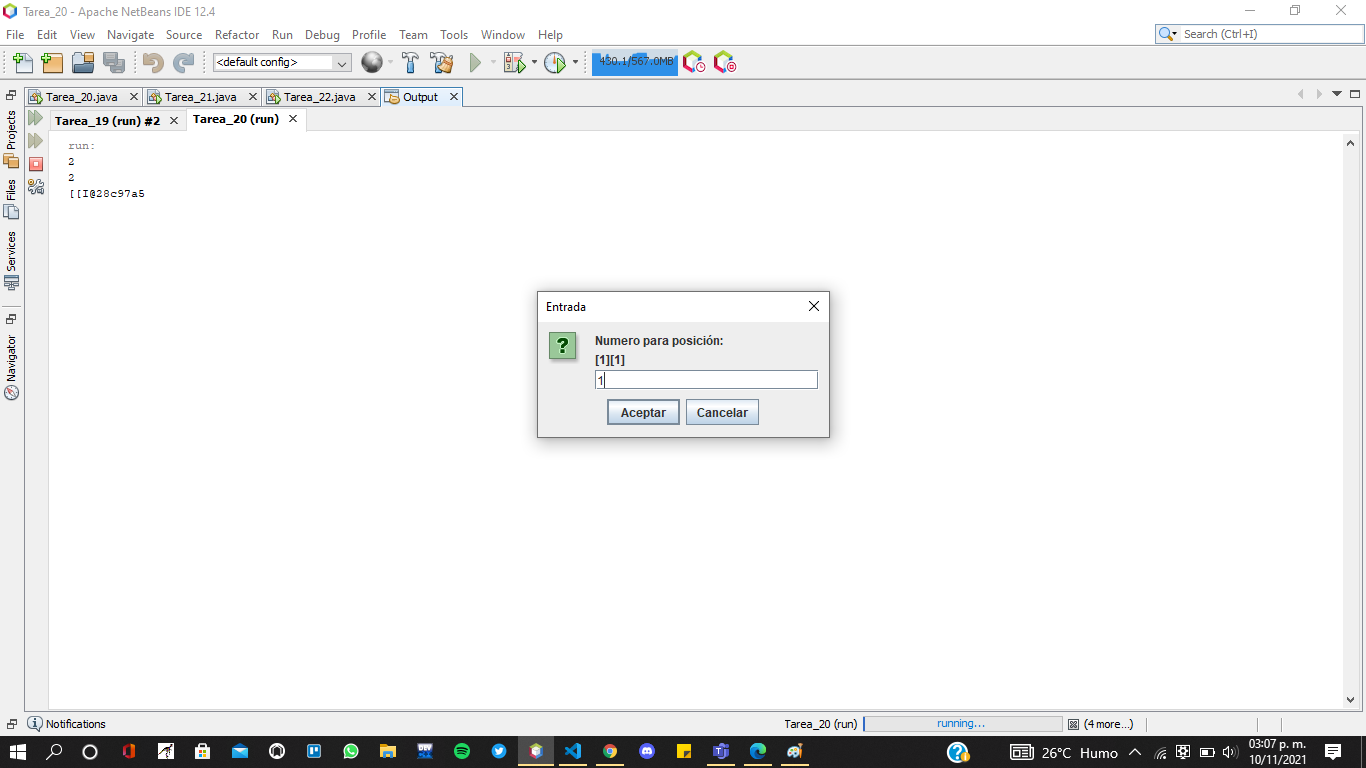 Tarea_20 - Apache NetBeans IDE 12.4
File Edit View Navigate Source Refactor Run Debug Profile Team Tools Window Help
Search (Ctrl+I)
<default config>
430.1/567.0MB
Tarea_20.java
Tarea_21.java
Tarea_22.java
Output
Tarea_19 (run) #2
Tarea_20 (run)
Projects
Files
Services
Navigator
run:
2
2
[[I@28c97a5
Entrada
Numero para posición:
[1][1]
1
Aceptar
Cancelar
Notifications
Tarea_20 (run)
running...
(4 more...)
26°C Humo
03:07 p. m.
10/11/2021